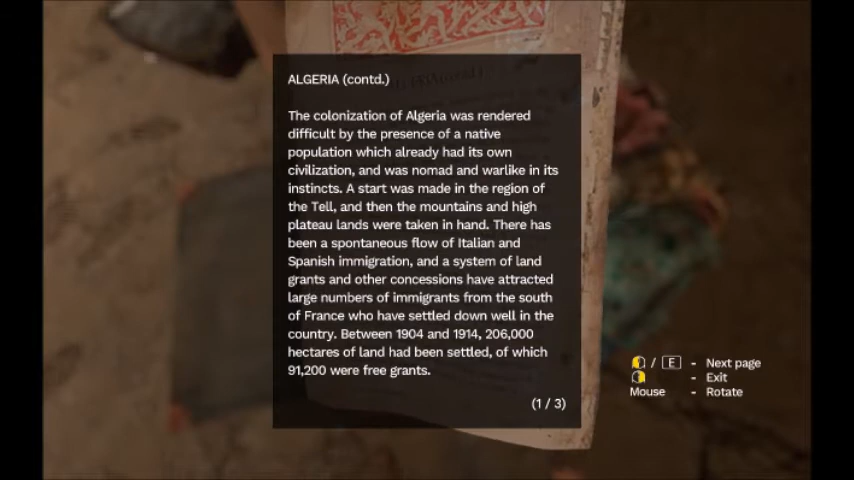 ALGERIA (contd.)
The colonization of Algeria was rendered
difficult by the presence of a native
population which already had its own
civilization, and was nomad and warlike in its
instincts. A start was made in the region of
the Tell, and then the mountains and high
plateau lands were taken in hand. There has
been a spontaneous flow of Italian and
Spanish immigration, and a system of land
grants and other concessions have attracted
large numbers of immigrants from the south
of France who have settled down well in the
country. Between 1904 and 1914, 206,000
hectares of land had been settled, of which
91,200 were free grants.
(1 / 3)
/ E - Next page
- Exit
Mouse - Rotate